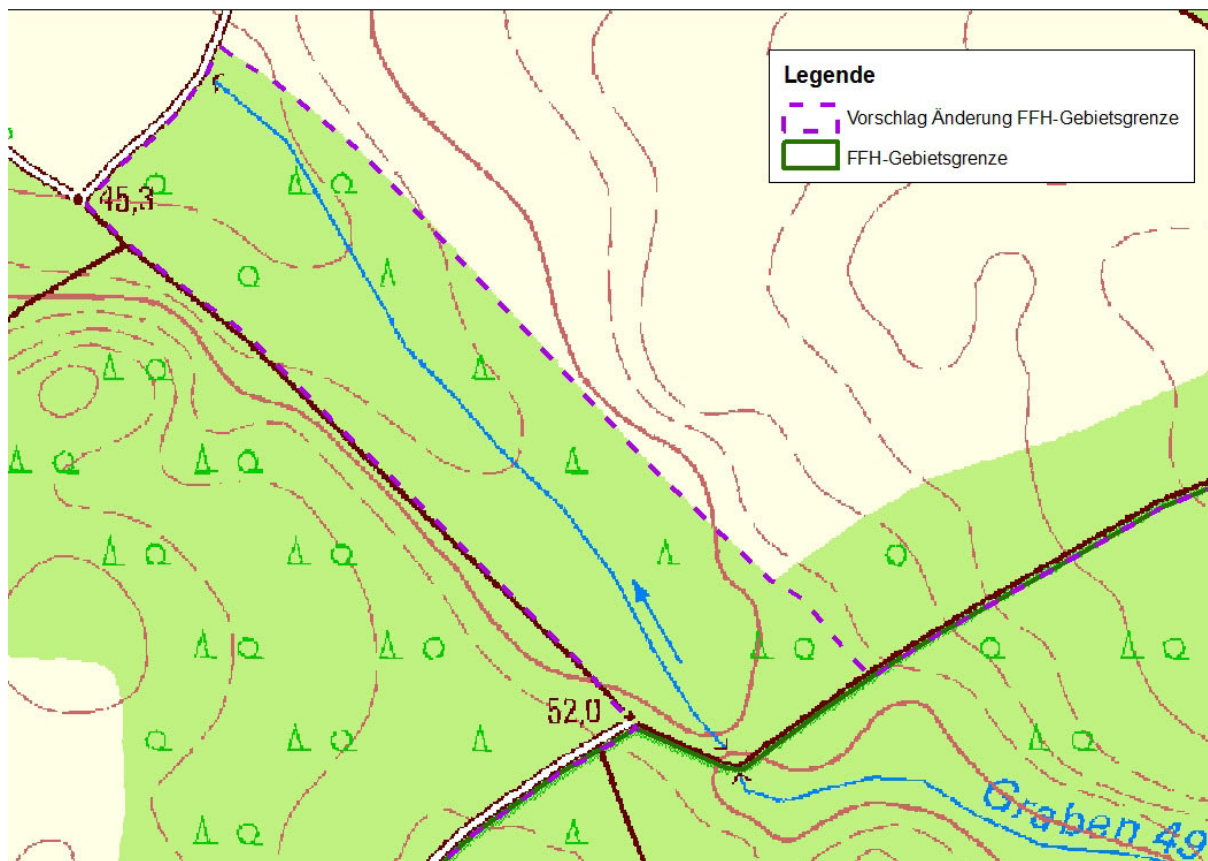 Legende
Vorschlag Änderung FFH-Gebietsgrenze
FFH-Gebietsgrenze
45,3
52,0
Graben 49